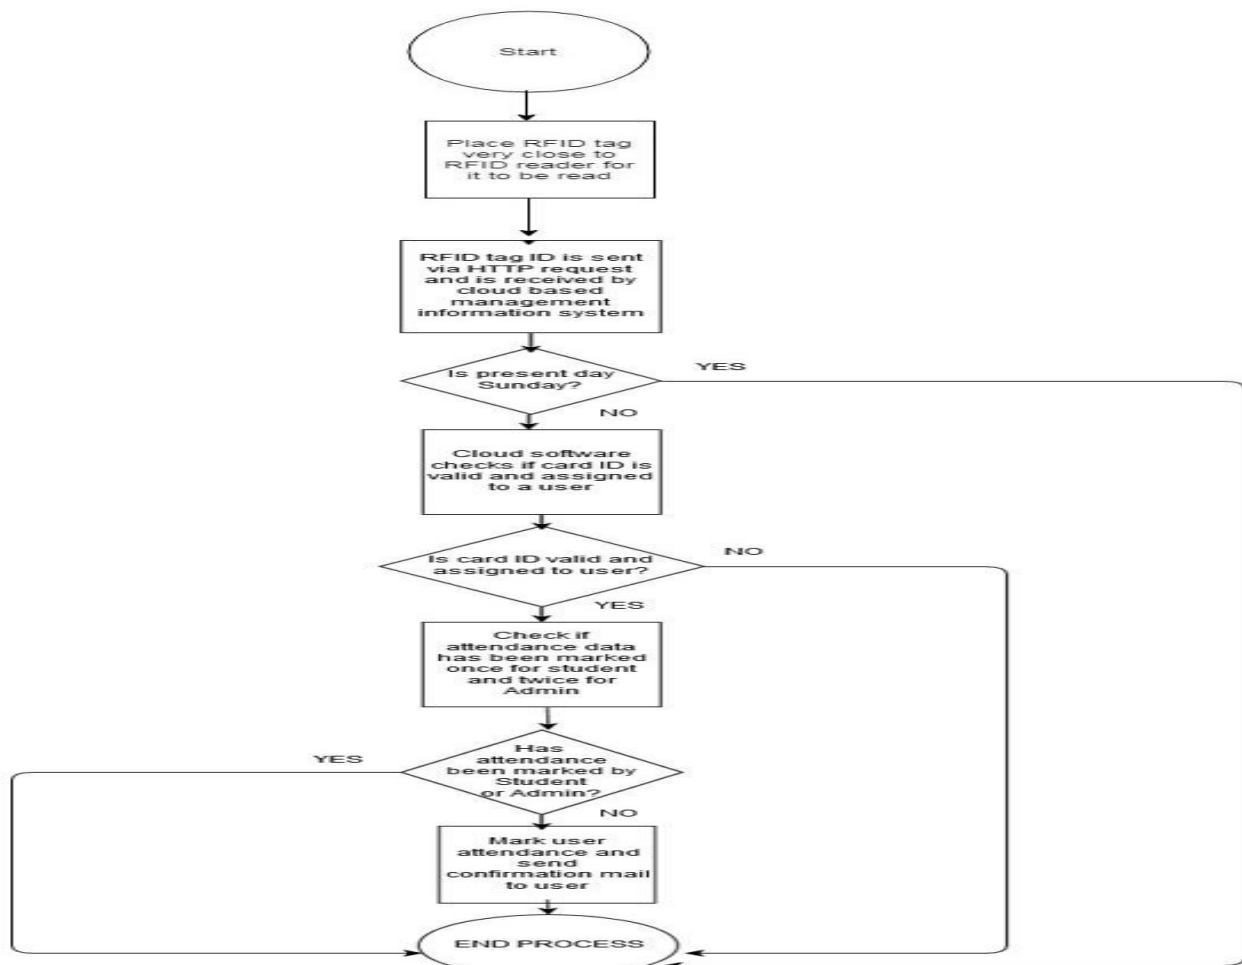 Start
Place RFID tag
very close to
RFID reader for
it to be read
RFID tag ID is sent
via HTTP request
and is received by
cloud based
management
information system
Is present day
Sunday?
YES
NO
Cloud software
checks if card ID is
valid and assigned
to a user
Is card ID valid and
assigned to user?
NO
YES
Check if
attendance data
has been marked
once for student
and twice for
Admin
Has
attendance
been marked by
Student
or Admin?
YES
NO
Mark user
attendance and
send
confirmation mail
to user
END PROCESS